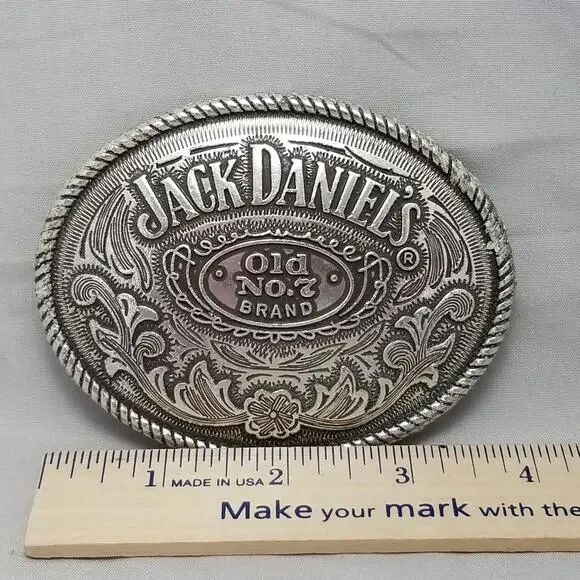 JACK DANIEL'S ®
Old
No.7
BRAND
1 MADE IN USA 2 3 4
Make your mark with the